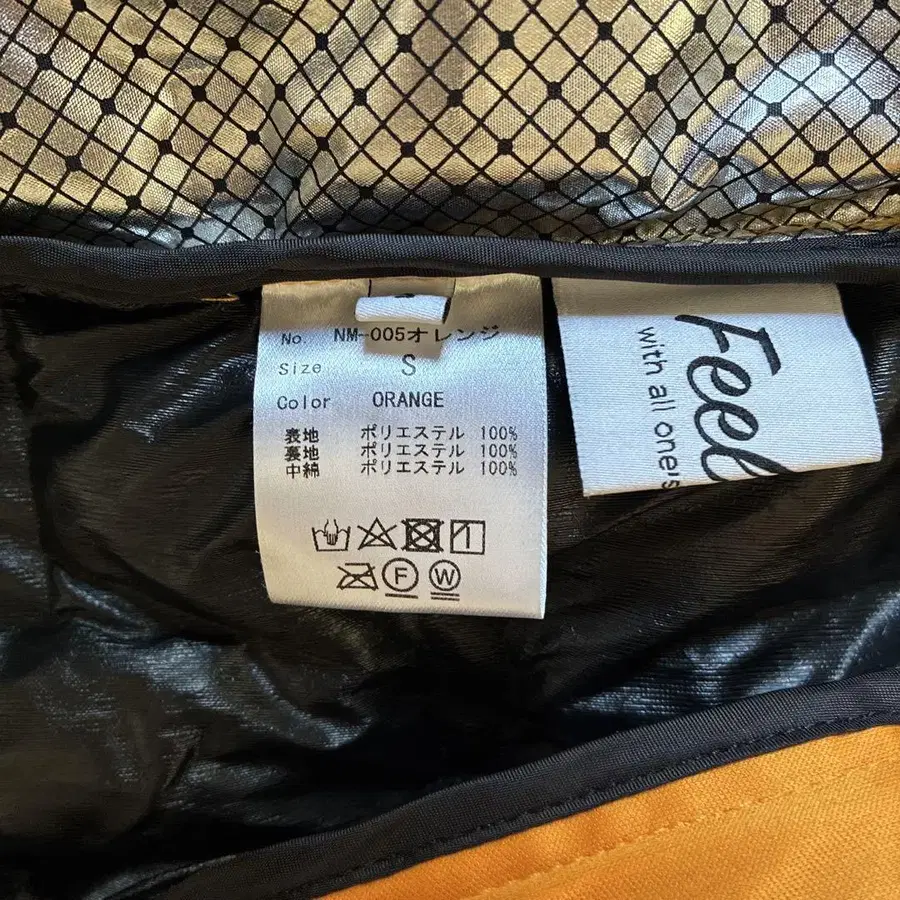 No. NM-005オレンジ
Size S
Color ORANGE
表地 ポリエステル 100%
裏地 ポリエステル 100%
中綿 ポリエステル 100%
F W
Feel
with all one's